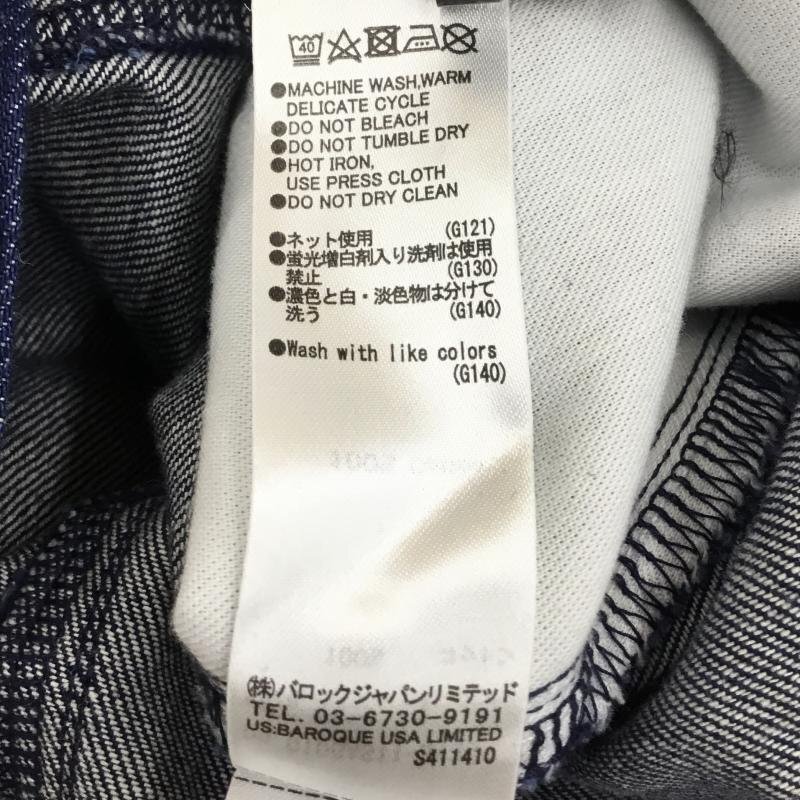 40
●MACHINE WASH,WARM
DELICATE CYCLE
●DO NOT BLEACH
●DO NOT TUMBLE DRY
●HOT IRON,
USE PRESS CLOTH
●DO NOT DRY CLEAN
●ネット使用 (G121)
●蛍光増白剤入り洗剤は使用
禁止 (G130)
●濃色と白・淡色物は分けて
洗う (G140)
●Wash with like colors
(G140)
㈱バロックジャパンリミテッド
TEL. 03-6730-9191
US:BAROQUE USA LIMITED
S411410